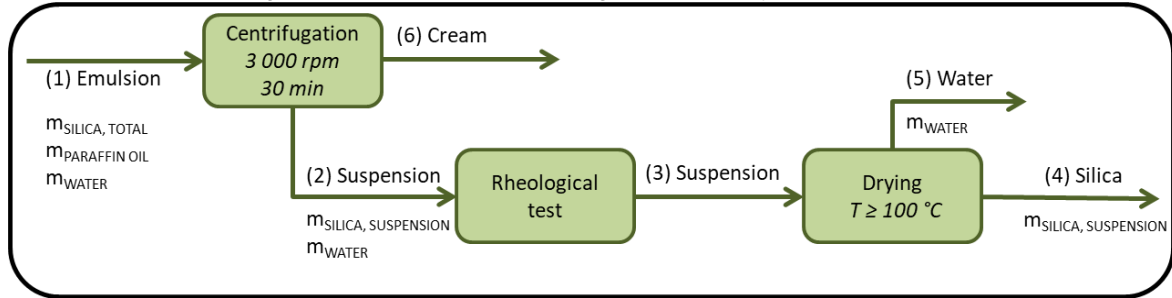 Centrifugation
3 000 rpm
30 min
(6) Cream
(1) Emulsion
mSILICA, TOTAL
mPARAFFIN OIL
mWATER
(5) Water
mWATER
(2) Suspension
mSILICA, SUSPENSION
mWATER
Rheological
test
(3) Suspension
Drying
T ≥ 100 °C
(4) Silica
mSILICA, SUSPENSION